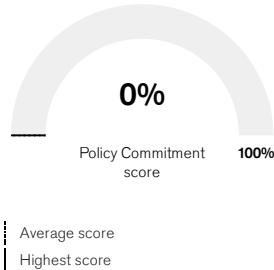 0%
Policy Commitment 100%
score
Average score
Highest score